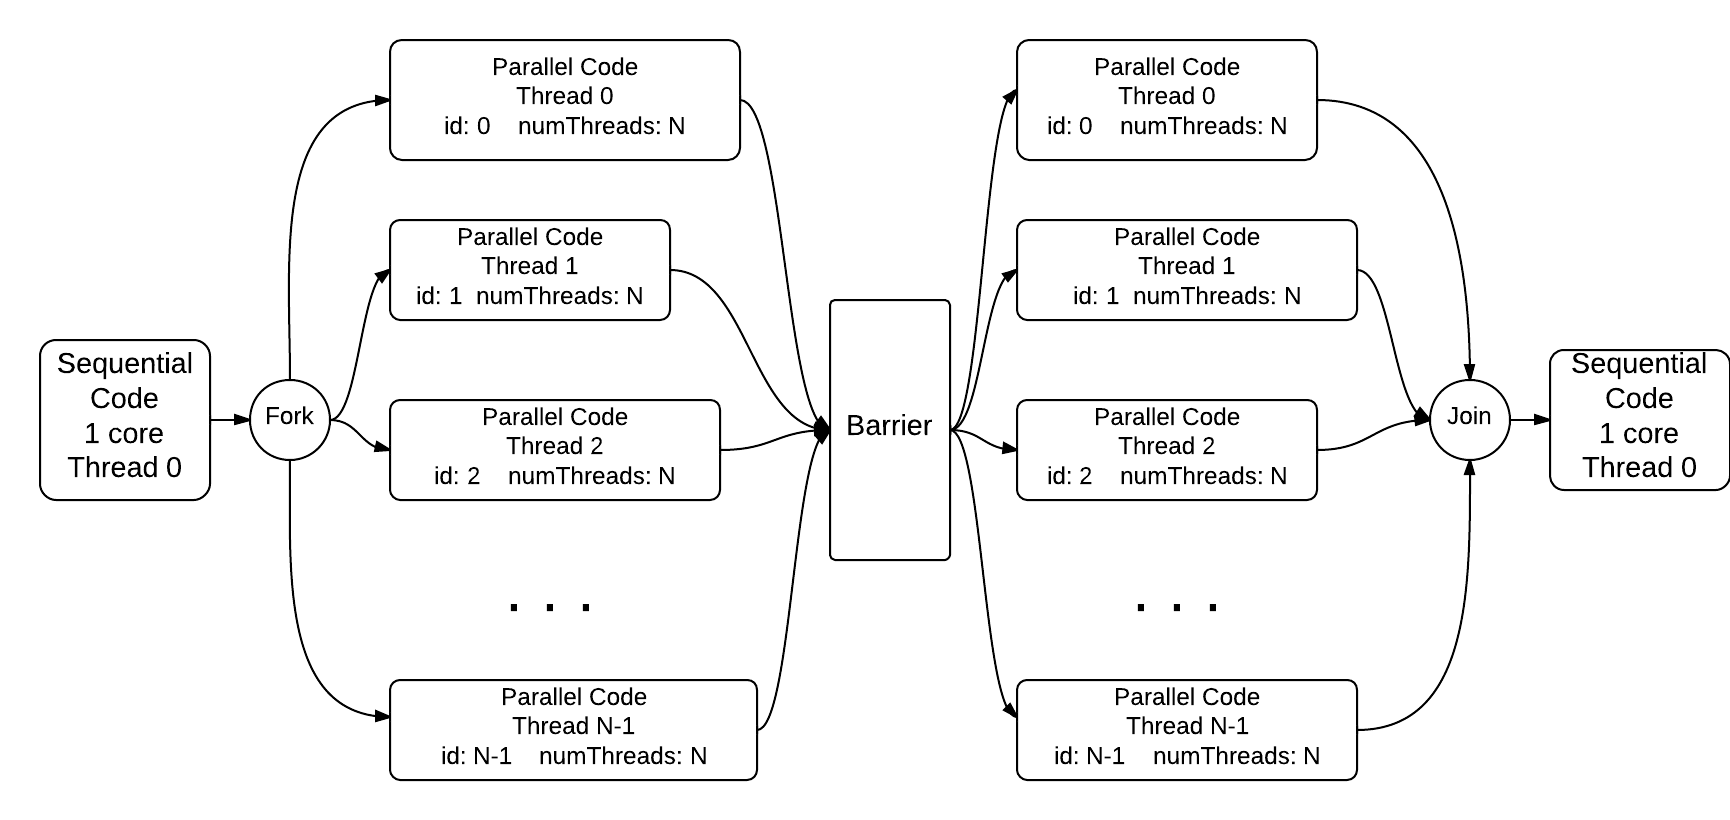 Sequential
Code
1 core
Thread 0
Fork
Parallel Code
Thread 0
id: 0 numThreads: N
Parallel Code
Thread 1
id: 1 numThreads: N
Parallel Code
Thread 2
id: 2 numThreads: N
. . .
Parallel Code
Thread N-1
id: N-1 numThreads: N
Barrier
Parallel Code
Thread 0
id: 0 numThreads: N
Parallel Code
Thread 1
id: 1 numThreads: N
Parallel Code
Thread 2
id: 2 numThreads: N
. . .
Parallel Code
Thread N-1
id: N-1 numThreads: N
Join
Sequential
Code
1 core
Thread 0